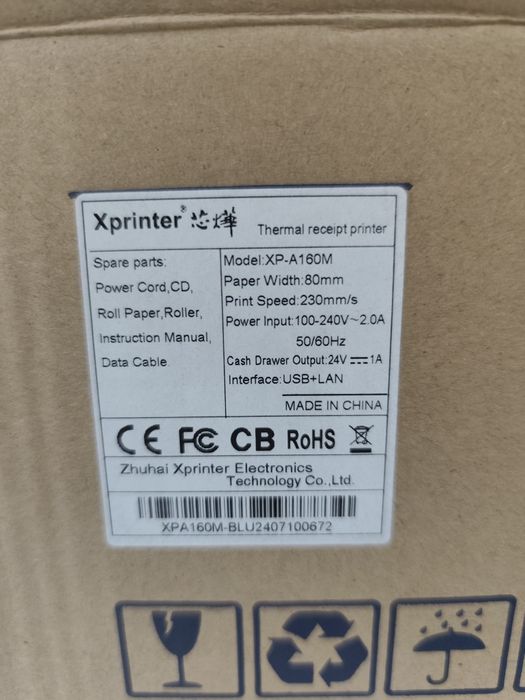 Xprinter® 芯烨
Thermal receipt printer
Spare parts:
Power Cord,CD,
Roll Paper,Roller,
Instruction Manual,
Data Cable.
Model:XP-A160M
Paper Width:80mm
Print Speed:230mm/s
Power Input:100-240V~2.0A
50/60Hz
Cash Drawer Output:24V⎓1A
Interface:USB+LAN
MADE IN CHINA
CE FC CB RoHS
Zhuhai Xprinter Electronics
Technology Co.,Ltd.
XPA160M-BLU2407100672